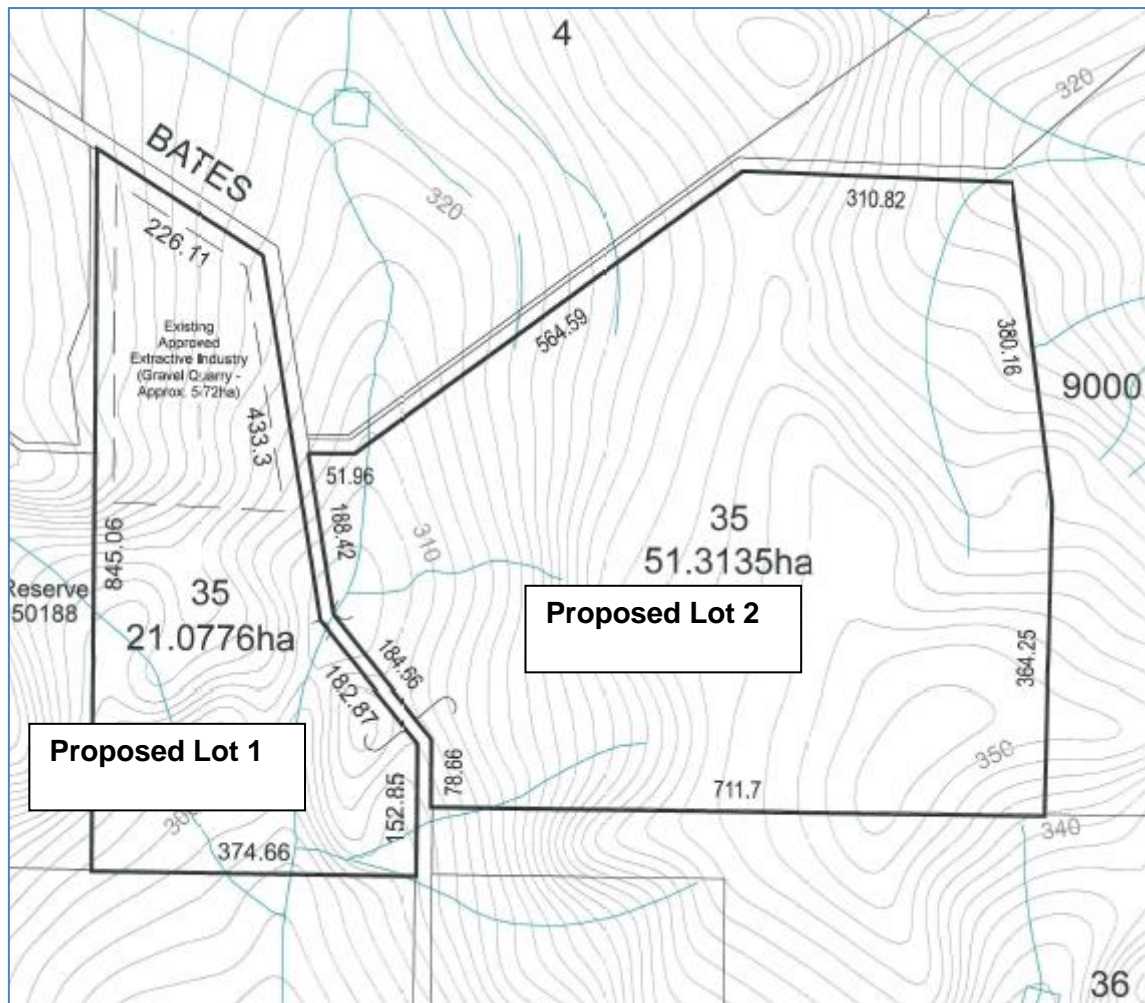 4
320
BATES
320
226.11
310.82
Existing
Approved
Extractive Industry
(Gravel Quarry -
Approx. 5.72ha)
564.59
380.16
9000
433.3
51.96
188.42
310
845.06
35
51.3135ha
Reserve
50188
35
21.0776ha
Proposed Lot 2
184.66
182.87
364.25
Proposed Lot 1
78.66
350
711.7
152.85
340
374.66
36